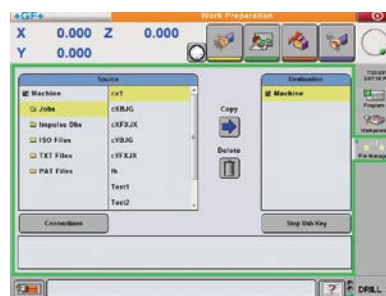 +GF+ Work Preparation
X 0.000 Z 0.000
Y 0.000
Source
Destination
Machine
cx1
Machine
Jobs
cXBJG
Copy
Impulse Dbs
cXFXJX
ISO Files
cYBJG
TXT Files
cYFXJX
Delete
PAT Files
fh
Test1
Test2
Connections
Stop Usb Key
Program
File Manager
? DRILL